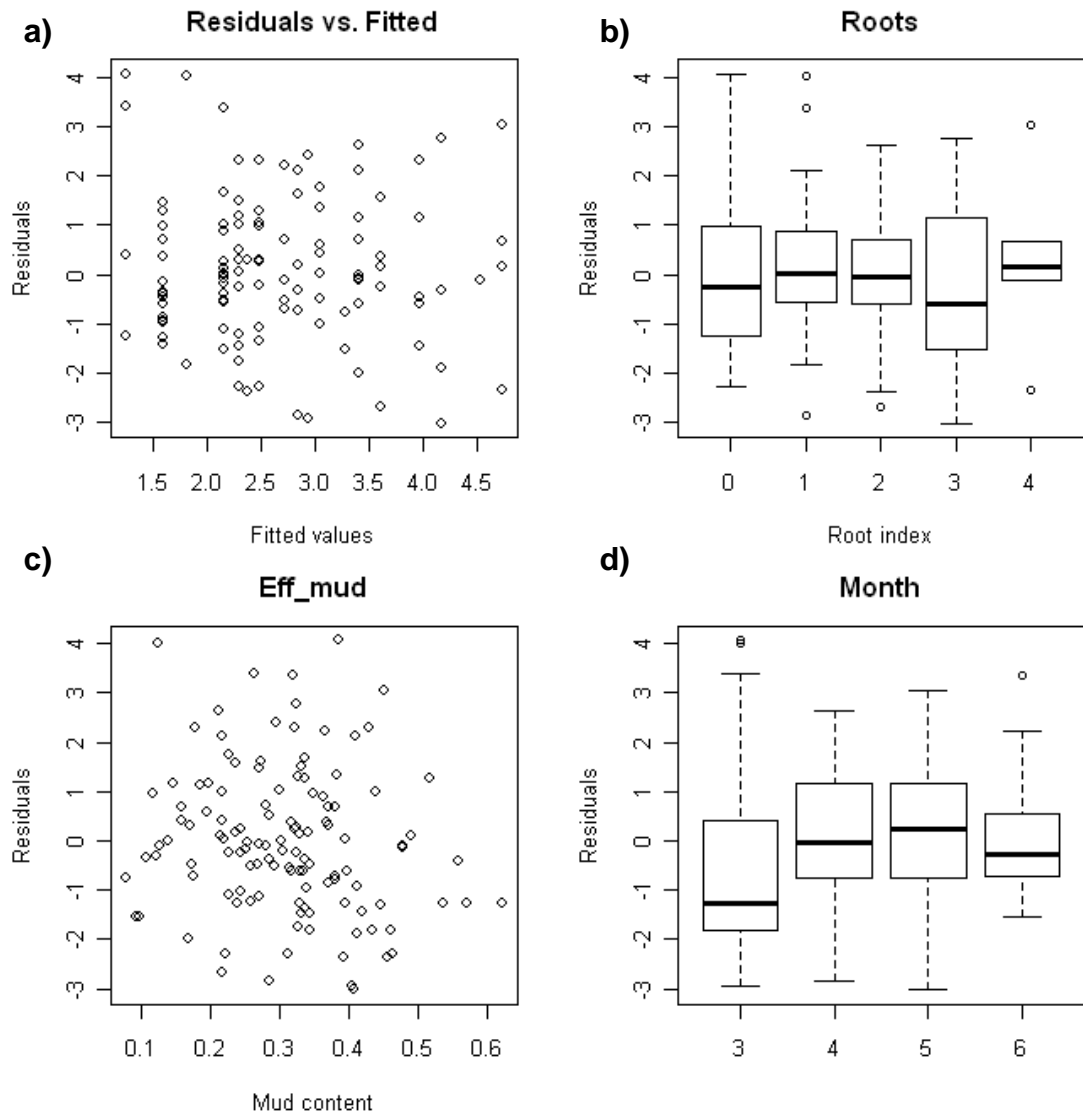 a) Residuals vs. Fitted
Residuals
4
3
2
1
0
-1
-2
-3
1.5 2.0 2.5 3.0 3.5 4.0 4.5
Fitted values
b) Roots
Residuals
4
3
2
1
0
-1
-2
-3
0 1 2 3 4
Root index
c)
Eff_mud
Residuals
4
3
2
1
0
-1
-2
-3
0.1 0.2 0.3 0.4 0.5 0.6
Mud content
d)
Month
Residuals
4
3
2
1
0
-1
-2
-3
3 4 5 6